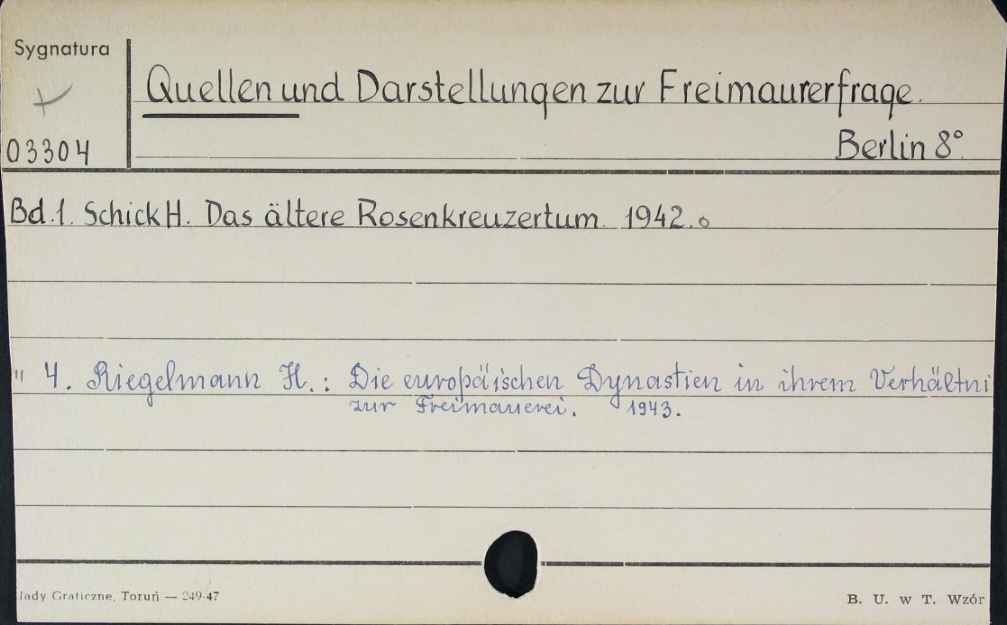 Sygnatura
Quellen und Darstellungen zur Freimaurerfrage.
03304
Berlin 8°
Bd.1. Schick H. Das ältere Rosenkreuzertum. 1942.
" 4. Riegelmann H.: Die europäischen Dynastien in ihrem Verhältni
zur Freimauerei. 1943.
łady Graficzne, Toruń — 249-47
B. U. w T. Wzór